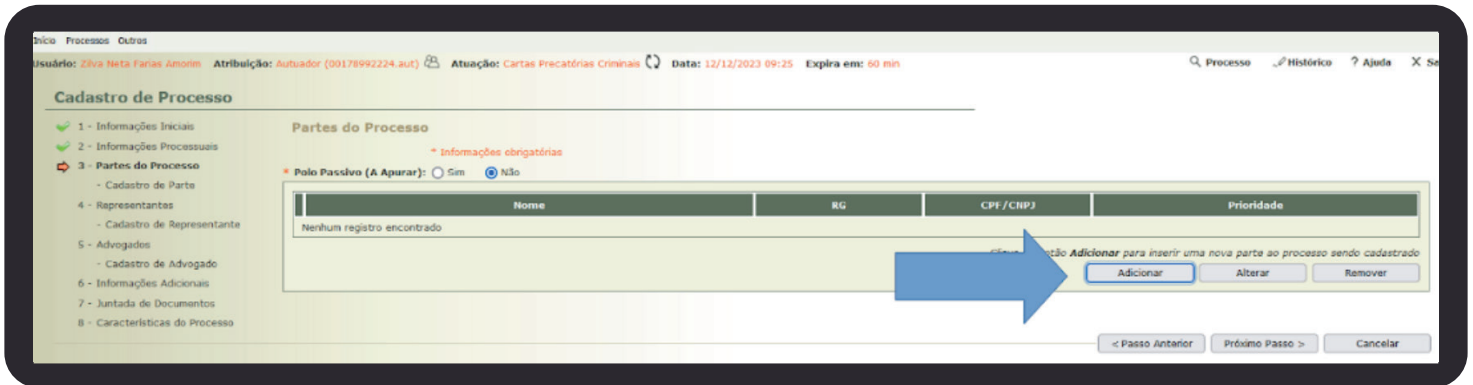 Início Processos Outros
Usuário: Zilva Neta Farias Amorim Atribuição: Autuador (00178992224.aut) Atuação: Cartas Precatórias Criminais Data: 12/12/2023 09:25 Expira em: 60 min Processo Histórico ? Ajuda X Sa
Cadastro de Processo
1 - Informações Iniciais
2 - Informações Processuais
3 - Partes do Processo
- Cadastro de Parte
4 - Representantes
- Cadastro de Representante
5 - Advogados
- Cadastro de Advogado
6 - Informações Adicionais
7 - Juntada de Documentos
8 - Características do Processo
Partes do Processo
* Informações obrigatórias
* Polo Passivo (A Apurar): Sim Não
Nome RG CPF/CNPJ Prioridade
Nenhum registro encontrado
Adicionar para inserir uma nova parte ao processo sendo cadastrado
Adicionar Alterar Remover
< Passo Anterior Próximo Passo > Cancelar